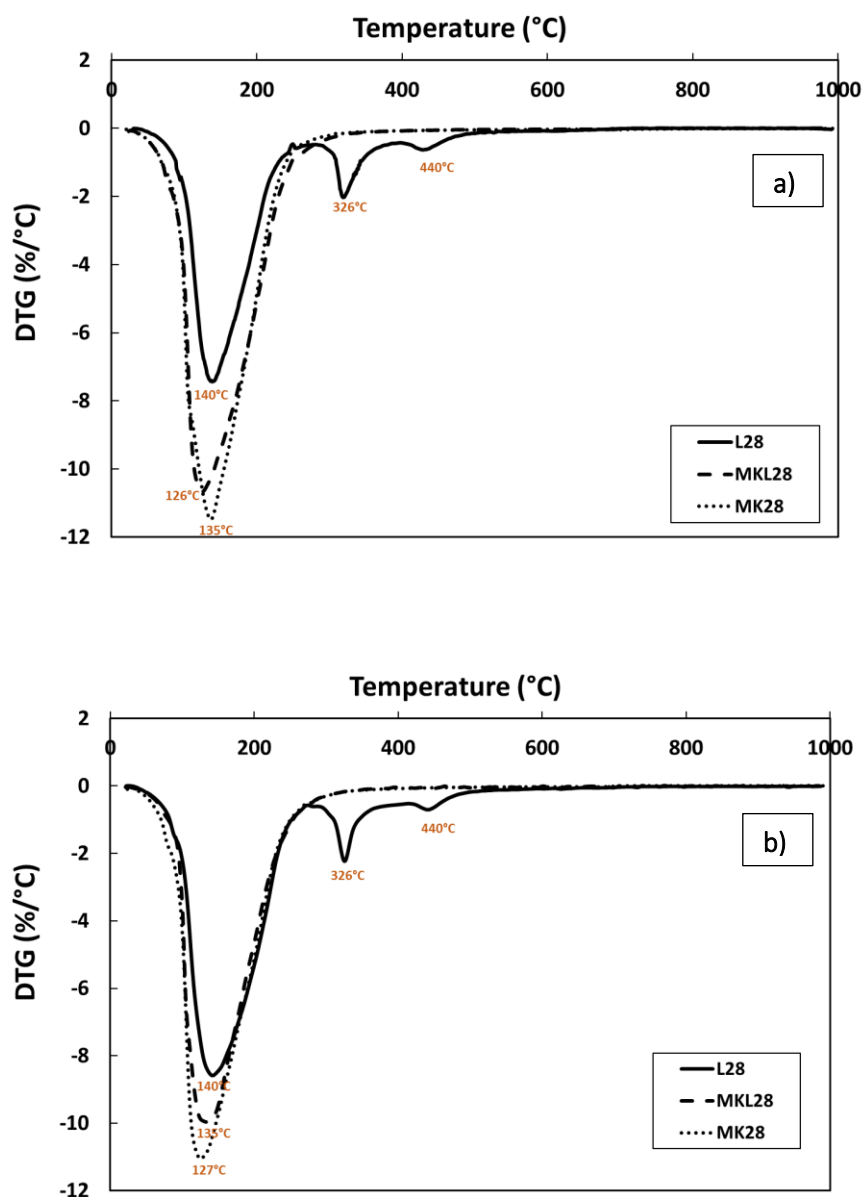 Temperature (°C)
0 200 400 600 800 1000
2
0
-2
-4
-6
-8
-10
-12
DTG (%/°C)
a)
440°C
326°C
140°C
126°C
135°C
L28
MKL28
MK28
Temperature (°C)
0 200 400 600 800 1000
2
0
-2
-4
-6
-8
-10
-12
DTG (%/°C)
b)
440°C
326°C
140°C
135°C
127°C
L28
MKL28
MK28